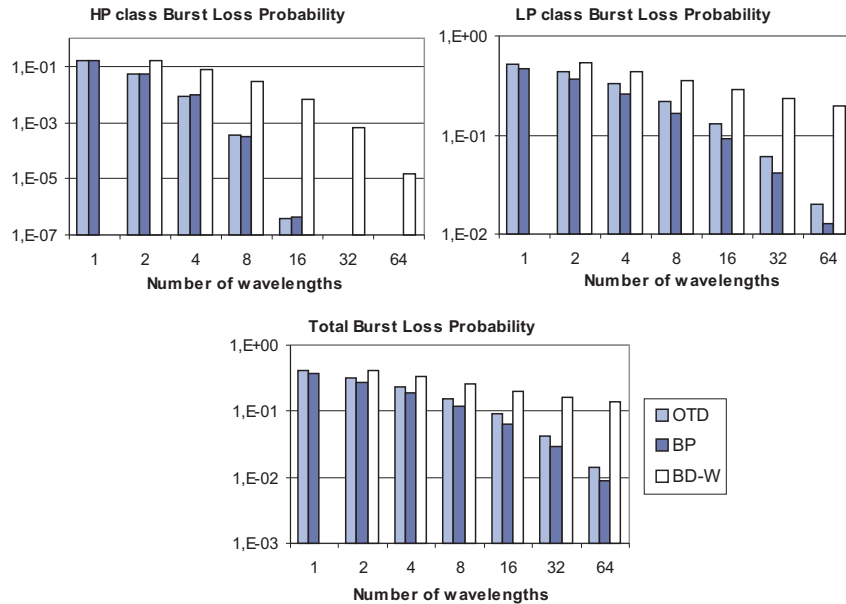 HP class Burst Loss Probability
1,E-01
1,E-03
1,E-05
1,E-07
1 2 4 8 16 32 64
Number of wavelengths
LP class Burst Loss Probability
1,E+00
1,E-01
1,E-02
1 2 4 8 16 32 64
Number of wavelengths
Total Burst Loss Probability
1,E+00
1,E-01
1,E-02
1,E-03
1 2 4 8 16 32 64
Number of wavelengths
OTD
BP
BD-W